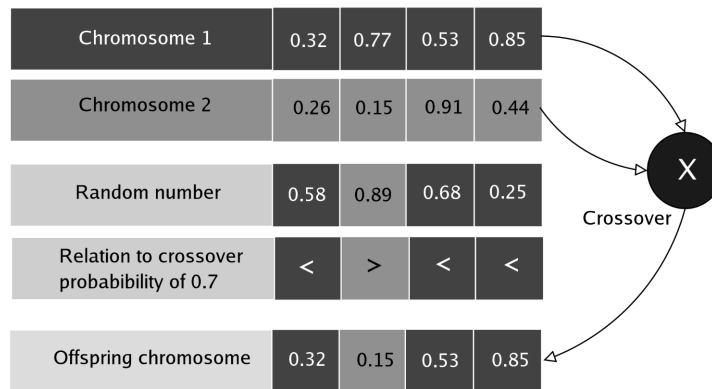 Chromosome 1 0.32 0.77 0.53 0.85
Chromosome 2 0.26 0.15 0.91 0.44
X
Random number 0.58 0.89 0.68 0.25
Crossover
Relation to crossover
probabibility of 0.7 < > < <
Offspring chromosome 0.32 0.15 0.53 0.85